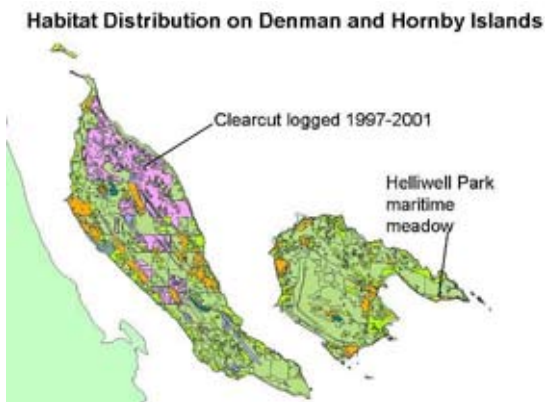 Habitat Distribution on Denman and Hornby Islands
Clearcut logged 1997-2001
Helliwell Park
maritime
meadow